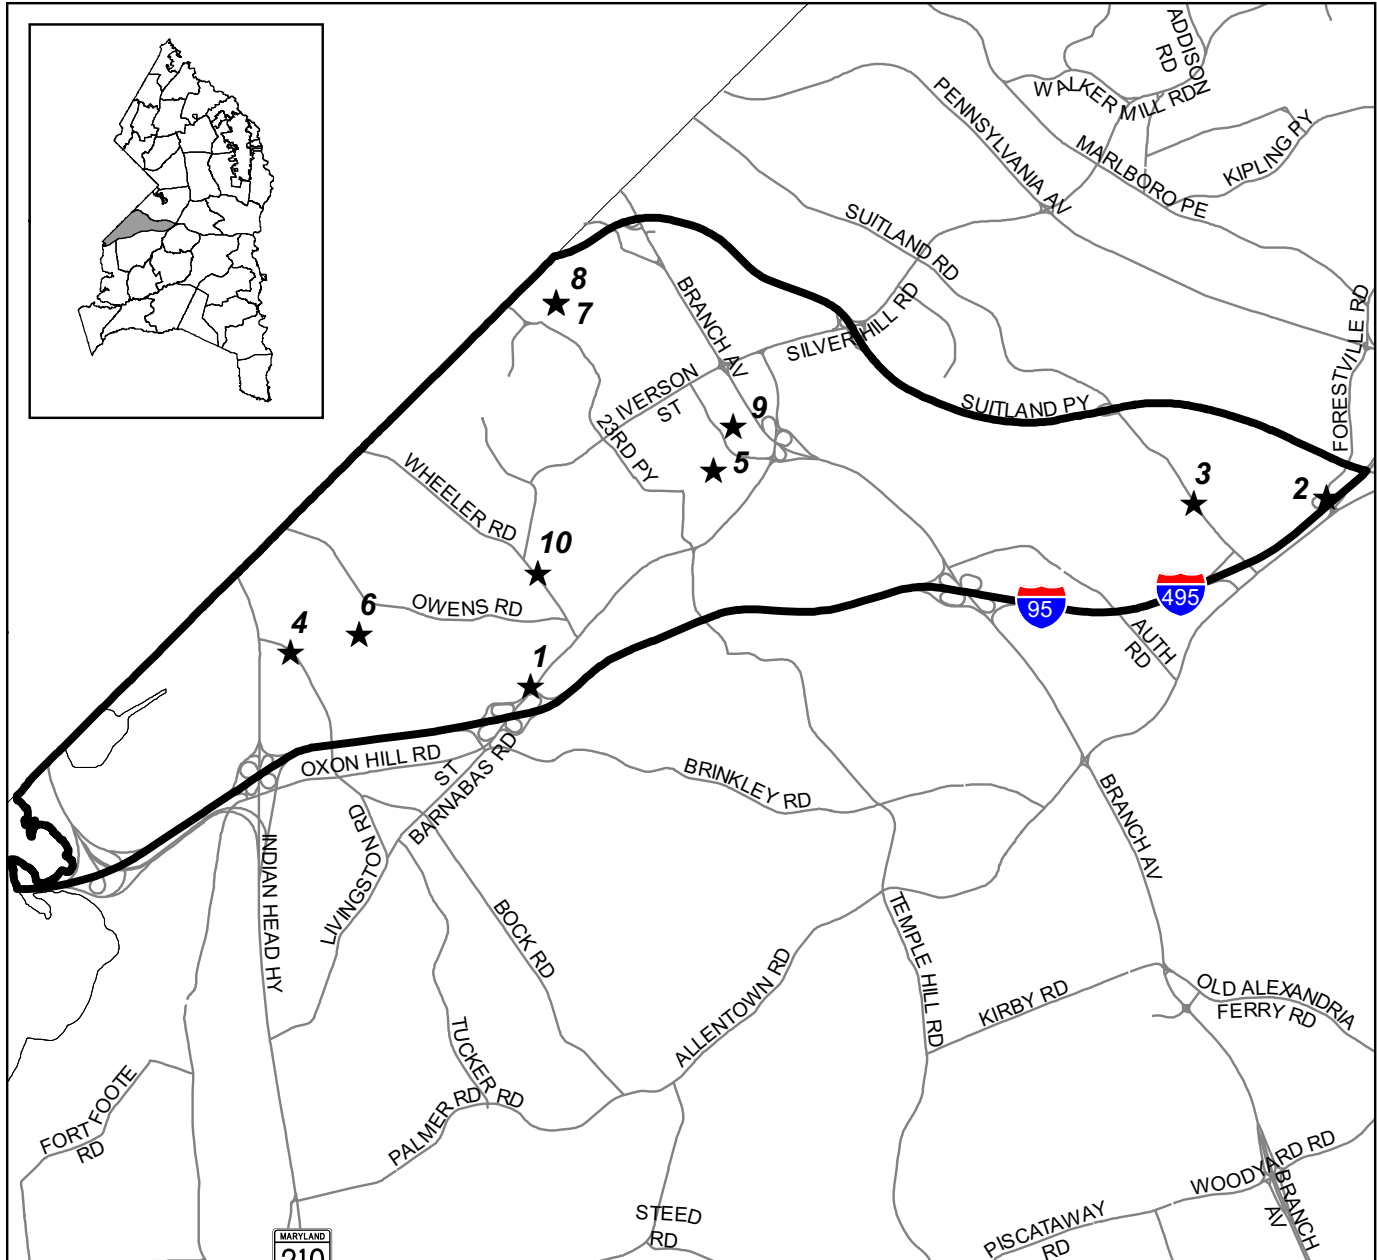 ADDISON
RD
WALKER MILL RD
PENNSYLVANIA AV
MARLBORO PE
KIPLING PY
SUITLAND RD
8
7
BRANCH AV
SILVER HILL RD
FORESTVILLE RD
IVERSON
ST
23RD PY
9
5
SUITLAND PY
WHEELER RD
3
2
10
6
OWENS RD
4
1
95
495
AUTH
RD
OXON HILL RD
ST
BARNABAS RD
BRINKLEY RD
LIVINGSTON RD
INDIAN HEAD HY
BRANCH AV
BOCK RD
TEMPLE HILL RD
ALLENTOWN RD
KIRBY RD
OLD ALEXANDRIA
FERRY RD
TUCKER RD
FORT FOOTE
RD
PALMER RD
WOODYARD RD
BRANCH
AV
STEED
RD
PISCATAWAY
RD
MARYLAND
210